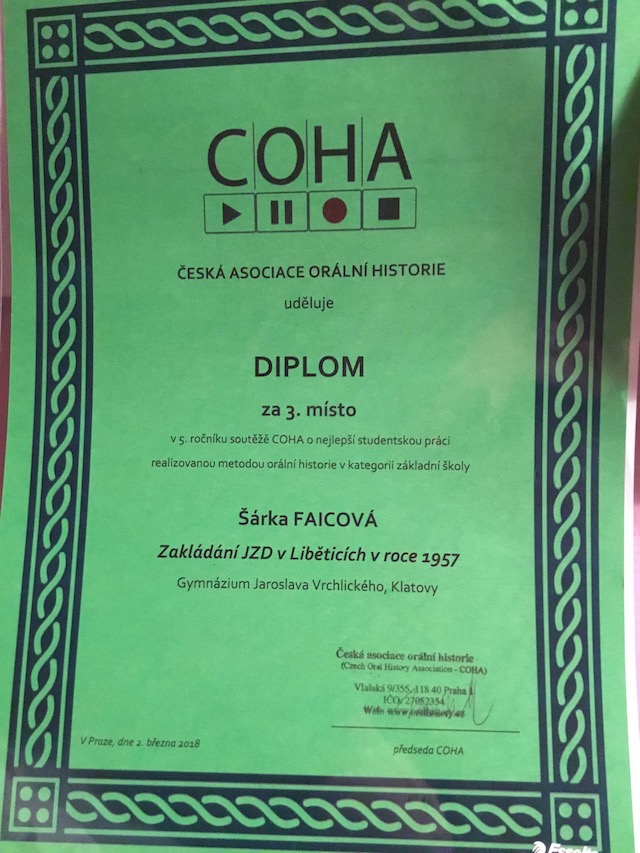 COHA
ČESKÁ ASOCIACE ORÁLNÍ HISTORIE
uděluje
DIPLOM
za 3. místo
v 5. ročníku soutěžě COHA o nejlepší studentskou práci
realizovanou metodou orální historie v kategorii základní školy
Šárka FAICOVÁ
Zakládání JZD v Liběticích v roce 1957
Gymnázium Jaroslava Vrchlického, Klatovy
Česká asociace orální historie
(Czech Oral History Association - COHA)
Vlašská 9/355, 118 40 Praha 1
IČO: 27052354
Web:
V Praze, dne 2. března 2018
předseda COHA
Esselte